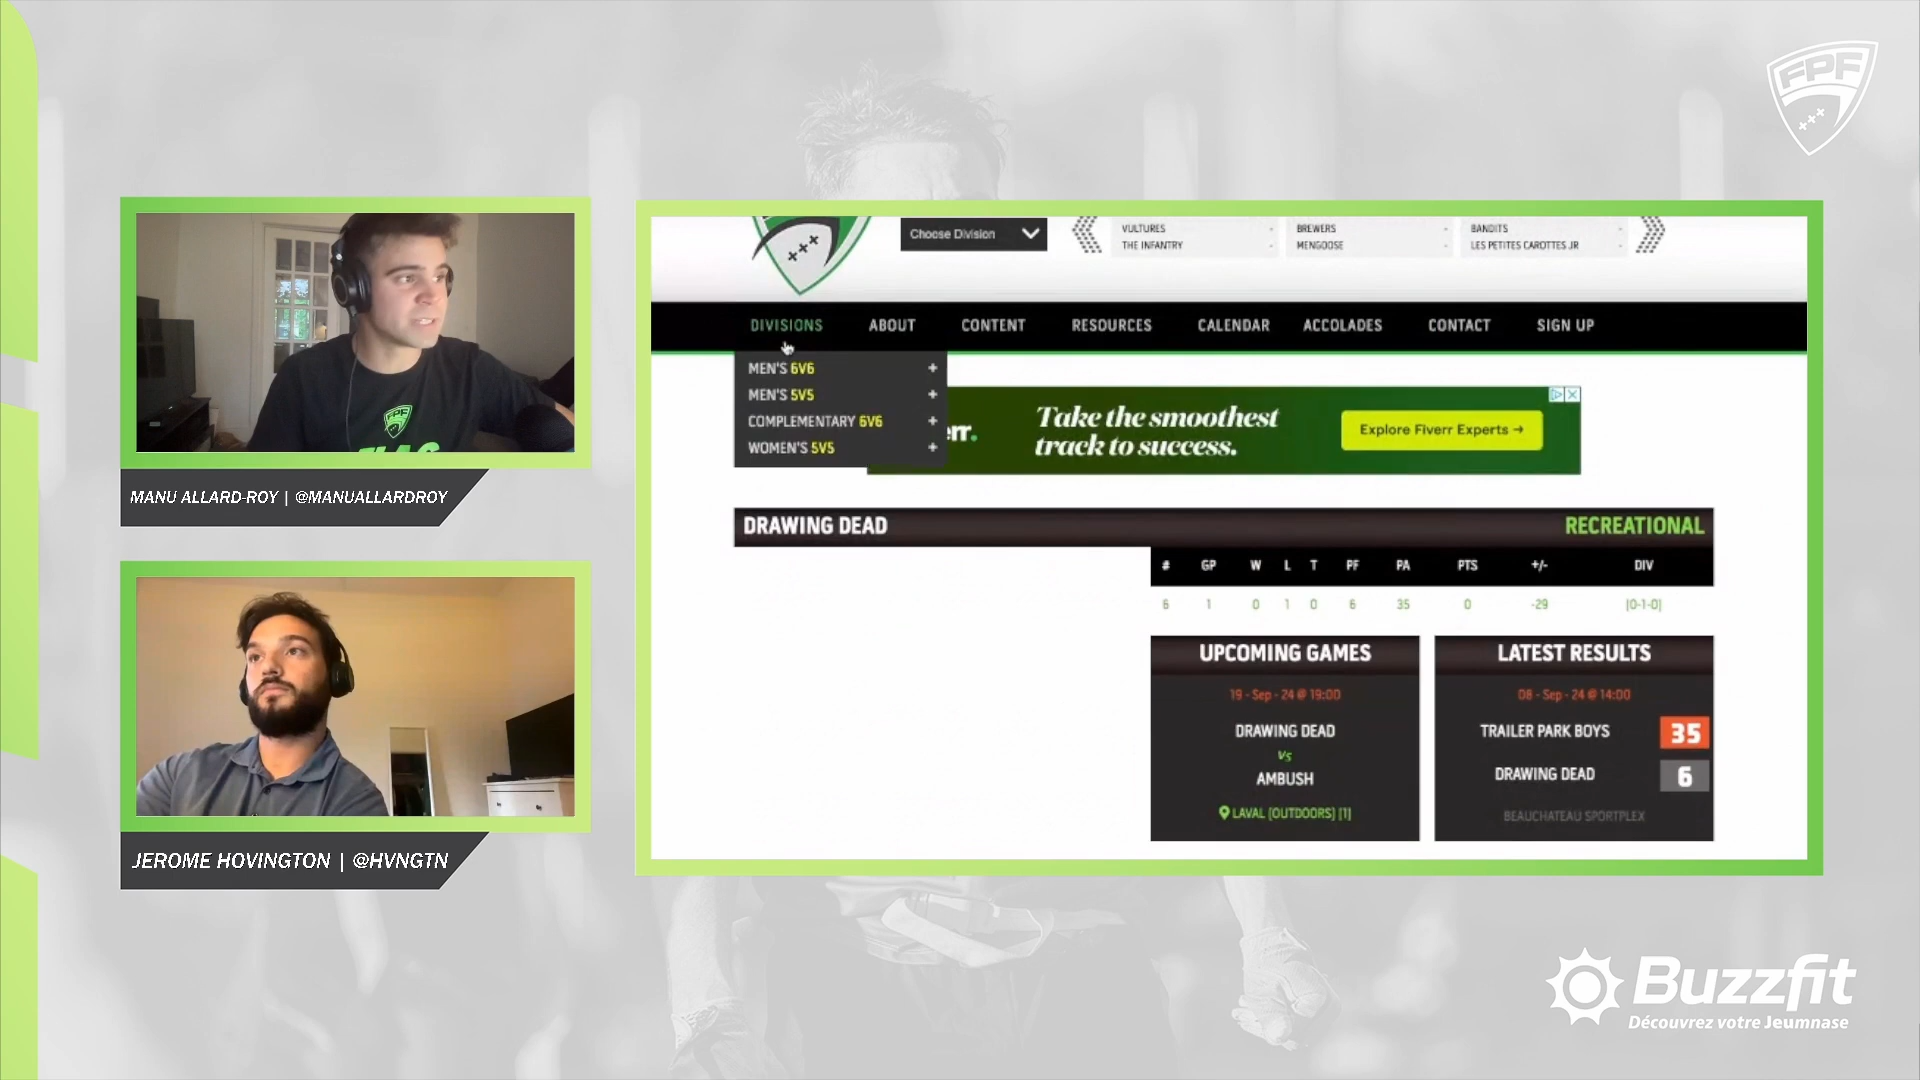 FPF
MANU ALLARD-ROY | @MANUALLARDROY
JEROME HOVINGTON | @HVNGTN
Choose Division
VULTURES -
THE INFANTRY -
BREWERS -
MENGOOSE -
BANDITS -
LES PETITES CAROTTES JR -
DIVISIONS ABOUT CONTENT RESOURCES CALENDAR ACCOLADES CONTACT SIGN UP
MEN'S 6V6 +
MEN'S 5V5 +
COMPLEMENTARY 6V6 +
WOMEN'S 5V5 +
rr.
Take the smoothest
track to success.
Explore Fiverr Experts →
DRAWING DEAD RECREATIONAL
# GP W L T PF PA PTS +/- DIV
6 1 0 1 0 6 35 0 -29 [0-1-0]
UPCOMING GAMES
19 - Sep - 24 @ 19:00
DRAWING DEAD
VS
AMBUSH
LAVAL (OUTDOORS) [1]
LATEST RESULTS
08 - Sep - 24 @ 14:00
TRAILER PARK BOYS 35
DRAWING DEAD 6
BEAUCHATEAU SPORTPLEX
Buzzfit
Découvrez votre Jeumnase